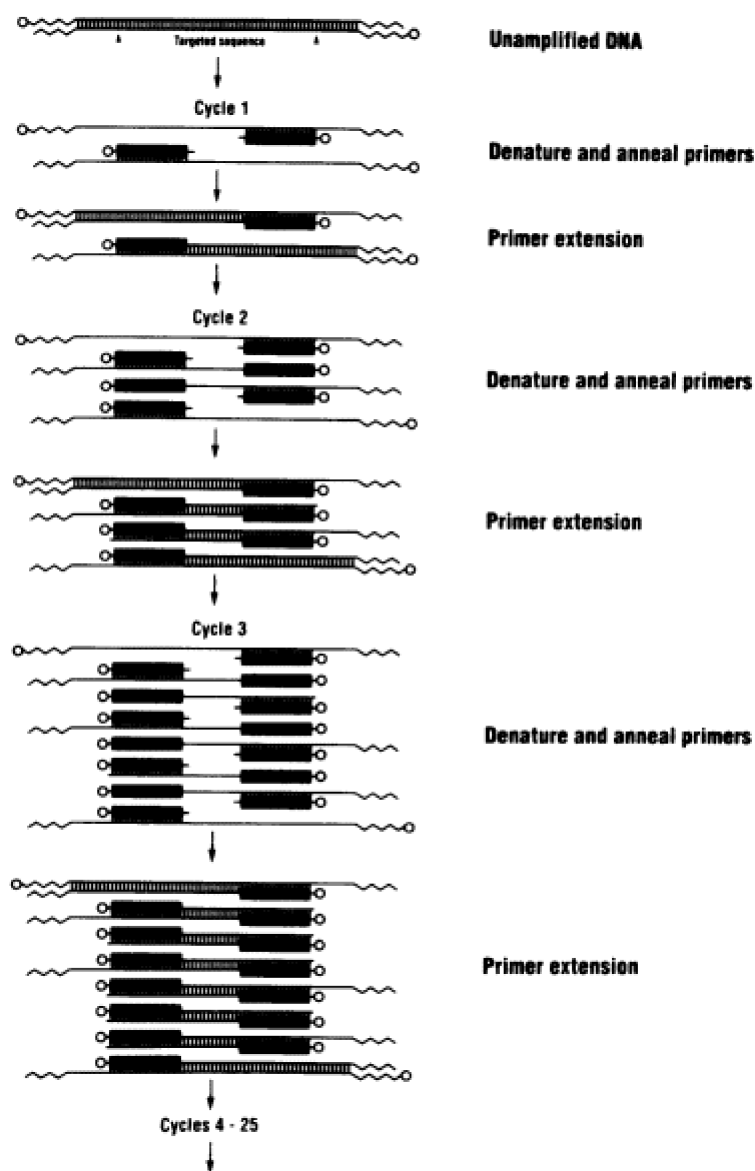 Unamplified DNA
Targeted sequence
Cycle 1
Denature and anneal primers
Primer extension
Cycle 2
Denature and anneal primers
Primer extension
Cycle 3
Denature and anneal primers
Primer extension
Cycles 4 - 25